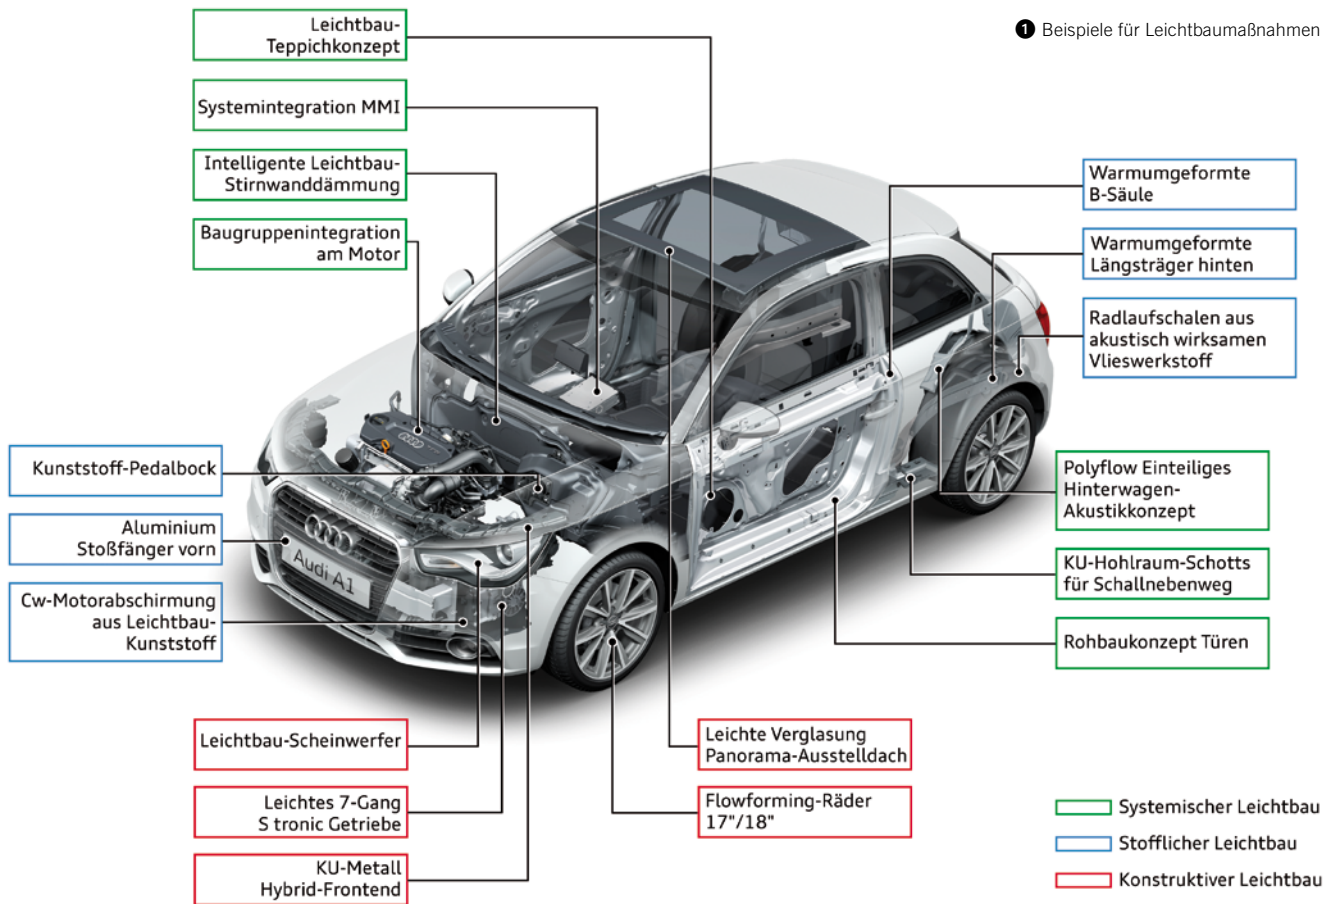 ❶ Beispiele für Leichtbaumaßnahmen
Leichtbau-
Teppichkonzept
Systemintegration MMI
Intelligente Leichtbau-
Stirnwanddämmung
Baugruppenintegration
am Motor
Warmumgeformte
B-Säule
Warmumgeformte
Längsträger hinten
Radlaufschalen aus
akustisch wirksamen
Vlieswerkstoff
Kunststoff-Pedalbock
Aluminium
Stoßfänger vorn
Cw-Motorabschirmung
aus Leichtbau-
Kunststoff
Audi A1
Polyflow Einteiliges
Hinterwagen-
Akustikkonzept
KU-Hohlraum-Schotts
für Schallnebenweg
Rohbaukonzept Türen
Leichtbau-Scheinwerfer
Leichtes 7-Gang
S tronic Getriebe
KU-Metall
Hybrid-Frontend
Leichte Verglasung
Panorama-Ausstelldach
Flowforming-Räder
17"/18"
Systemischer Leichtbau
Stofflicher Leichtbau
Konstruktiver Leichtbau